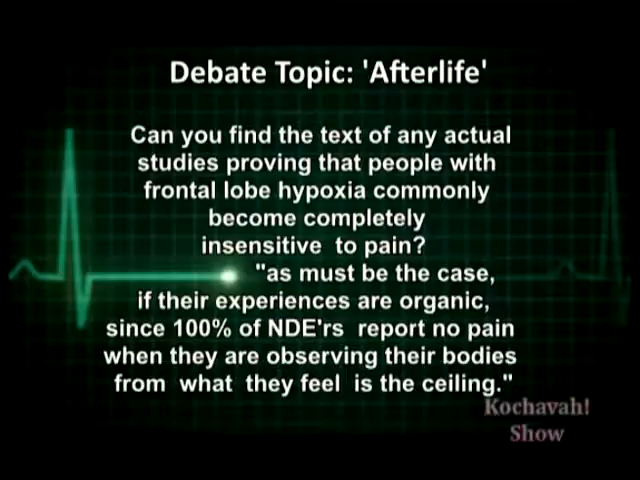 Debate Topic: 'Afterlife'
Can you find the text of any actual
studies proving that people with
frontal lobe hypoxia commonly
become completely
insensitive to pain?
"as must be the case,
if their experiences are organic,
since 100% of NDE'rs report no pain
when they are observing their bodies
from what they feel is the ceiling."
Kochavah!
Show